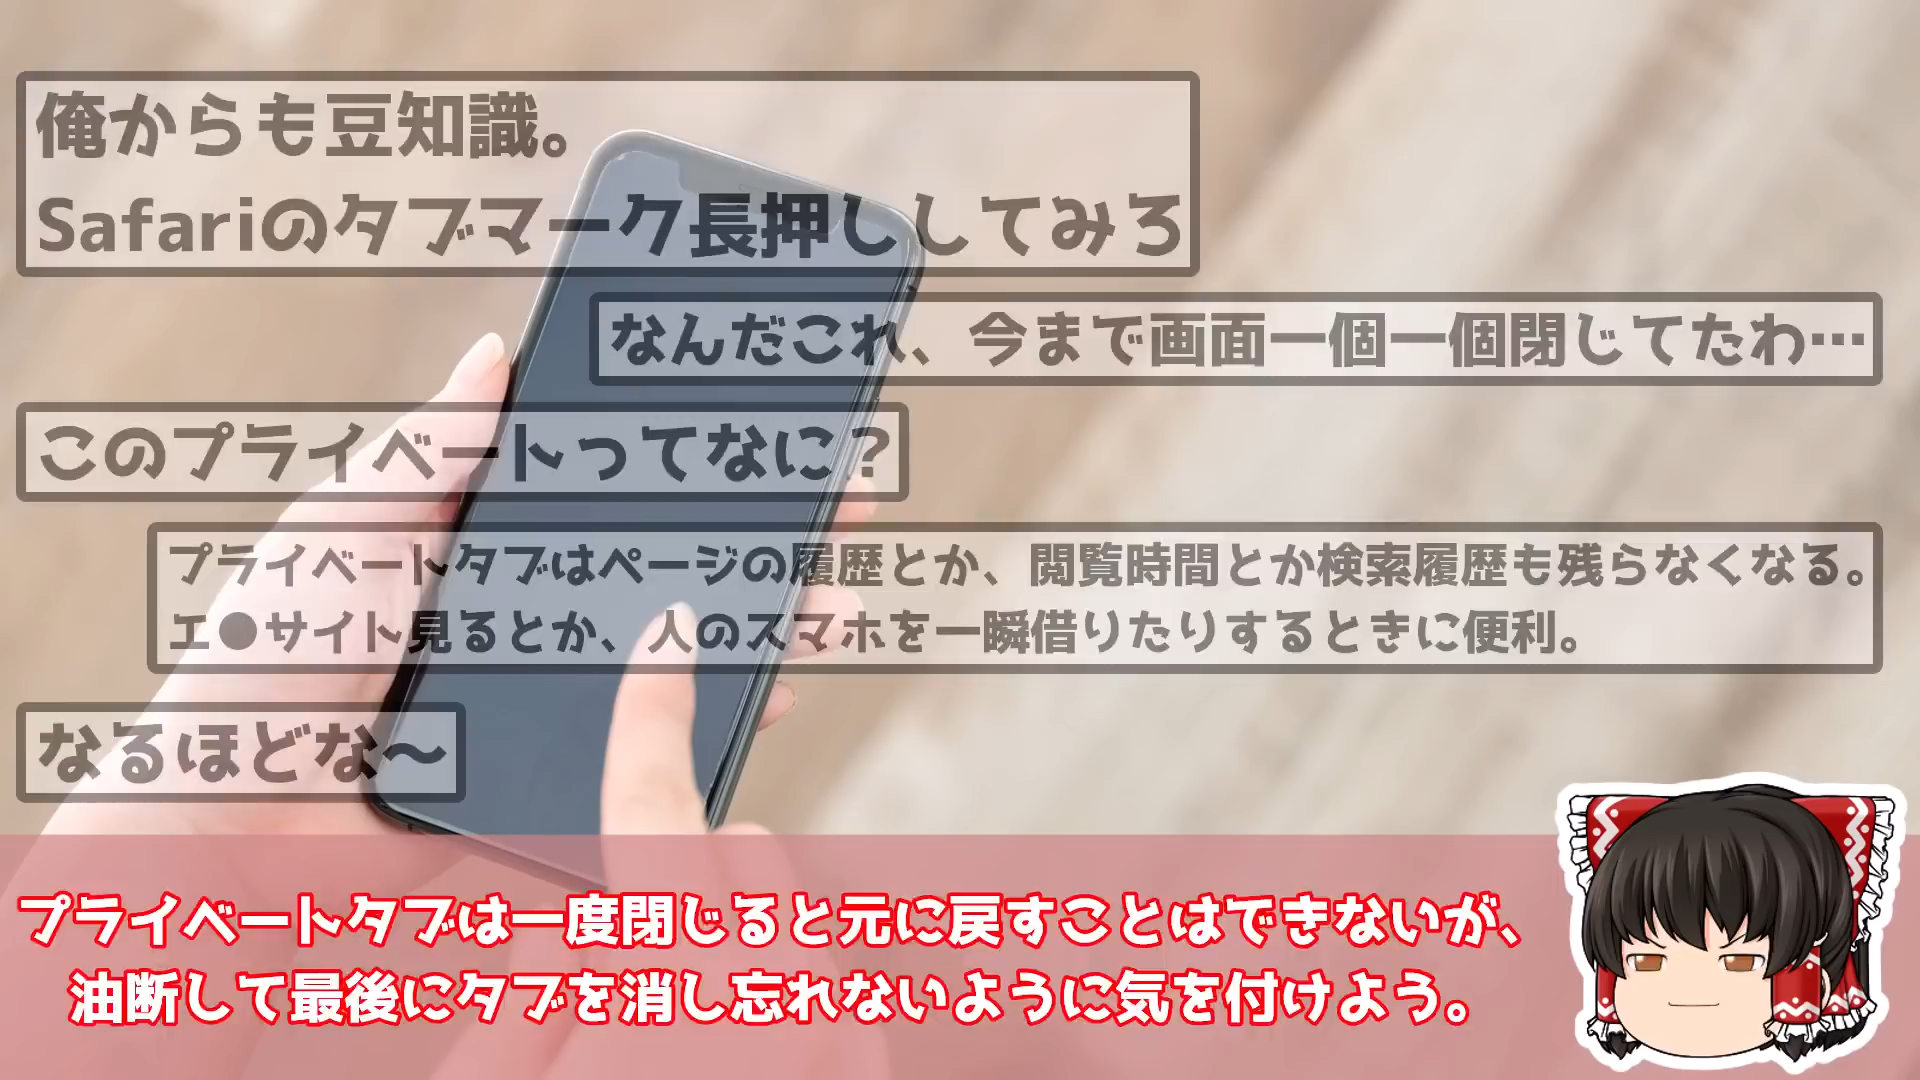 俺からも豆知識。
Safariのタブマーク長押ししてみろ
なんだこれ、今まで画面一個一個閉じてたわ…
このプライベートってなに？
プライベートタブはページの履歴とか、閲覧時間とか検索履歴も残らなくなる。
エ●サイト見るとか、人のスマホを一瞬借りたりするときに便利。
なるほどな～
プライベートタブは一度閉じると元に戻すことはできないが、
油断して最後にタブを消し忘れないように気を付けよう。